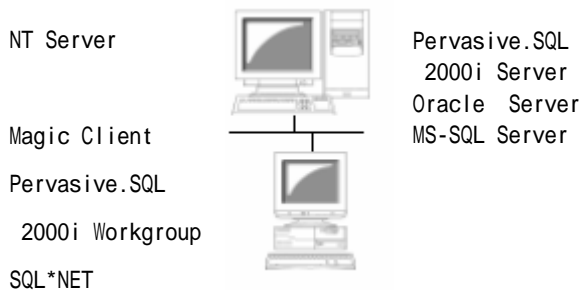 NT Server
Pervasive.SQL
2000i Server
Oracle Server
MS-SQL Server
Magic Client
Pervasive.SQL
2000i Workgroup
SQL*NET